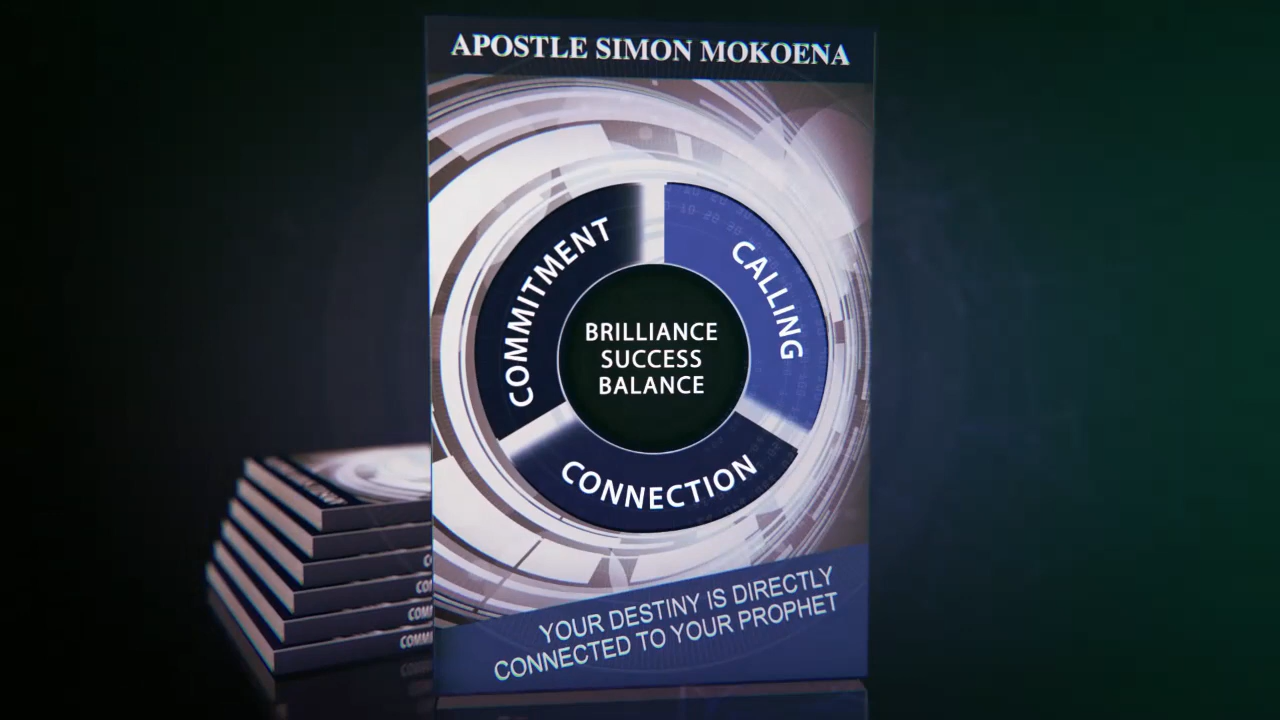 APOSTLE SIMON MOKOENA
COMMITMENT
CALLING
BRILLIANCE
SUCCESS
BALANCE
CONNECTION
YOUR DESTINY IS DIRECTLY
CONNECTED TO YOUR PROPHET